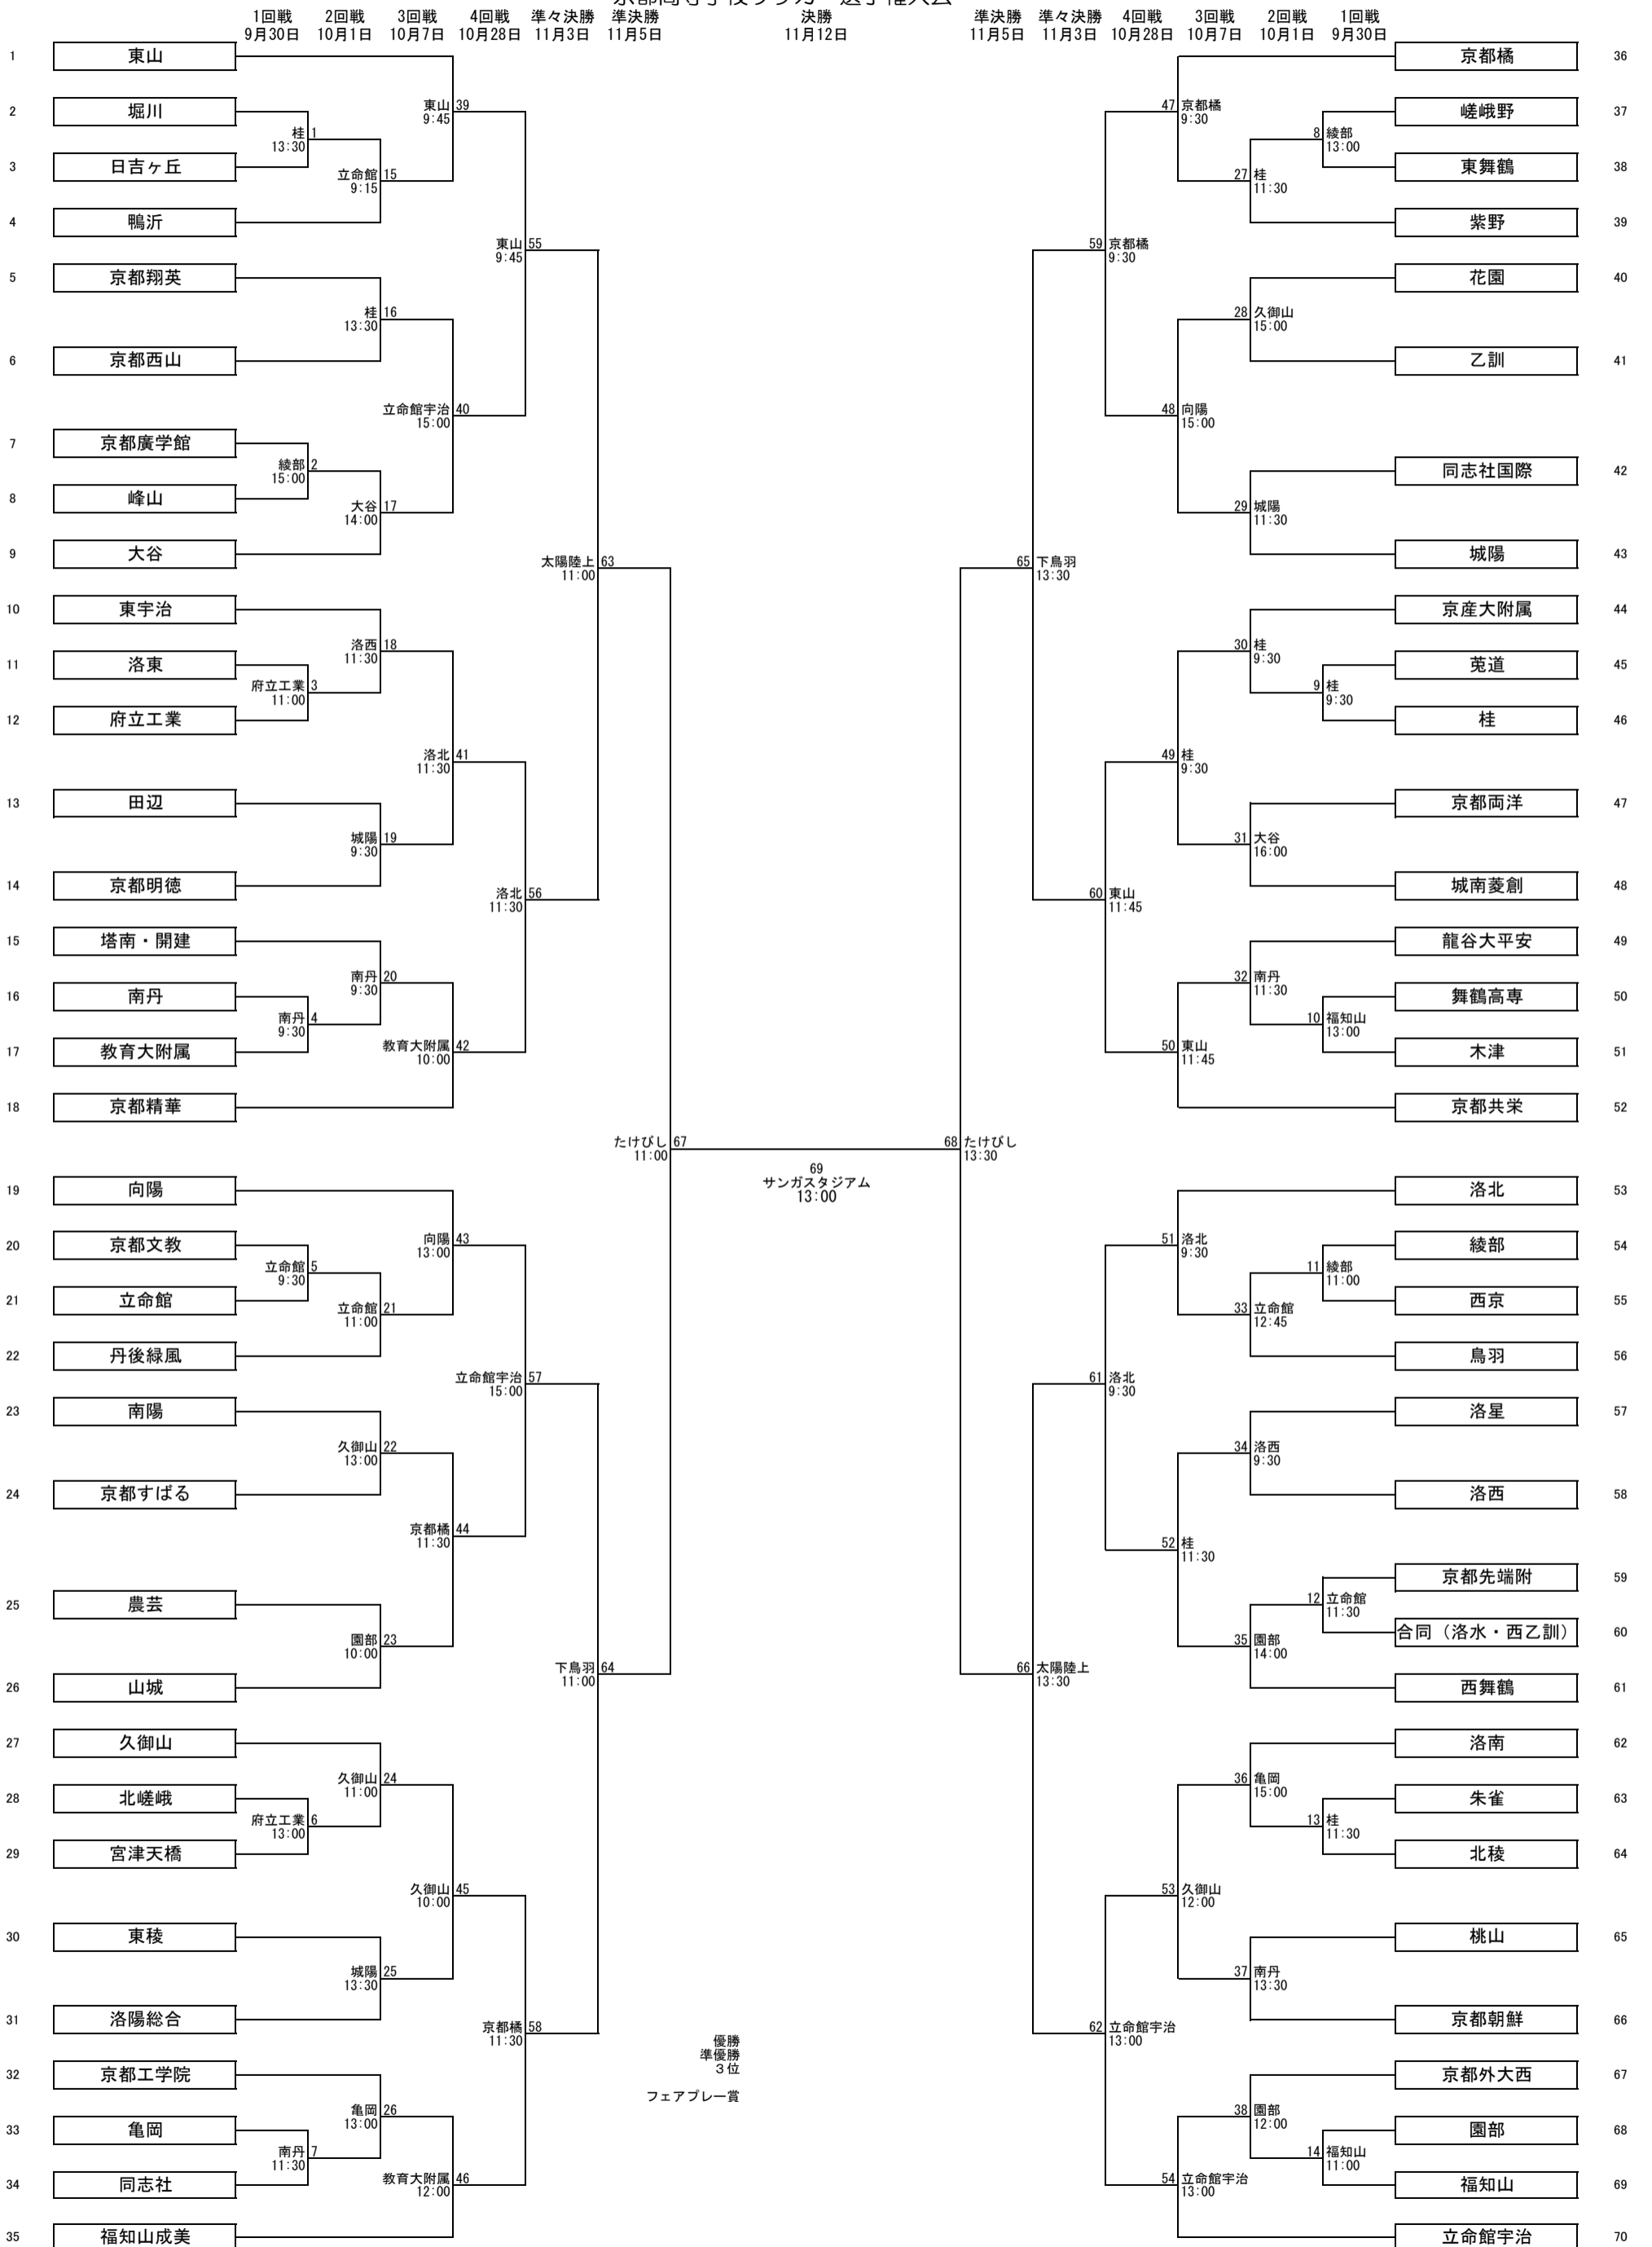 1回戦 2回戦 3回戦 4回戦 準々決勝 準決勝 決勝 準決勝 準々決勝 4回戦 3回戦 2回戦 1回戦
9月30日 10月1日 10月7日 10月28日 11月3日 11月5日 11月12日 11月5日 11月3日 10月28日 10月7日 10月1日 9月30日
1 東山 京都橘 36
東山 39 47 京都橘
9:45 9:30
2 堀川 嵯峨野 37
桂 1 8 綾部
13:30 13:00
3 日吉ヶ丘 東舞鶴 38
立命館 15 27 桂
9:15 11:30
4 鴨沂 紫野 39
東山 55 59 京都橘
9:45 9:30
5 京都翔英 花園 40
桂 16 28 久御山
13:30 15:00
6 京都西山 乙訓 41
立命館宇治 40 48 向陽
15:00 15:00
7 京都廣学館
綾部 2 同志社国際 42
15:00
8 峰山
大谷 17 29 城陽
14:00 11:30
9 大谷 城陽 43
太陽陸上 63 65 下鳥羽
11:00 13:30
10 東宇治 京産大附属 44
洛西 18 30 桂
11:30 9:30
11 洛東 莵道 45
府立工業 3 9 桂
11:00 9:30
12 府立工業 桂 46
洛北 41 49 桂
11:30 9:30
13 田辺 京都両洋 47
城陽 19 31 大谷
9:30 16:00
14 京都明徳 城南菱創 48
洛北 56 60 東山
11:30 11:45
15 塔南・開建 龍谷大平安 49
南丹 20 32 南丹
9:30 11:30
16 南丹 舞鶴高専 50
南丹 4 10 福知山
9:30 13:00
17 教育大附属 木津 51
教育大附属 42 50 東山
10:00 11:45
18 京都精華 京都共栄 52
たけびし 67 68 たけびし
11:00 13:30
69
サンガスタジアム
13:00
19 向陽 洛北 53
向陽 43 51 洛北
13:00 9:30
20 京都文教 綾部 54
立命館 5 11 綾部
9:30 11:00
21 立命館 西京 55
立命館 21 33 立命館
11:00 12:45
22 丹後緑風 鳥羽 56
立命館宇治 57 61 洛北
15:00 9:30
23 南陽 洛星 57
久御山 22 34 洛西
13:00 9:30
24 京都すばる 洛西 58
京都橘 44 52 桂
11:30 11:30
京都先端附 59
25 農芸 12 立命館
11:30
合同（洛水・西乙訓） 60
園部 23 35 園部
10:00 14:00
下鳥羽 64 66 太陽陸上
11:00 13:30
26 山城 西舞鶴 61
27 久御山 洛南 62
久御山 24 36 亀岡
11:00 15:00
28 北嵯峨 朱雀 63
府立工業 6 13 桂
13:00 11:30
29 宮津天橋 北稜 64
久御山 45 53 久御山
10:00 12:00
30 東稜 桃山 65
城陽 25 37 南丹
13:30 13:30
31 洛陽総合 京都朝鮮 66
京都橘 58 62 立命館宇治
11:30 13:00
優勝
準優勝
３位
フェアプレー賞
32 京都工学院 京都外大西 67
亀岡 26 38 園部
13:00 12:00
33 亀岡 園部 68
南丹 7 14 福知山
11:30 11:00
34 同志社 福知山 69
教育大附属 46 54 立命館宇治
12:00 13:00
35 福知山成美 立命館宇治 70